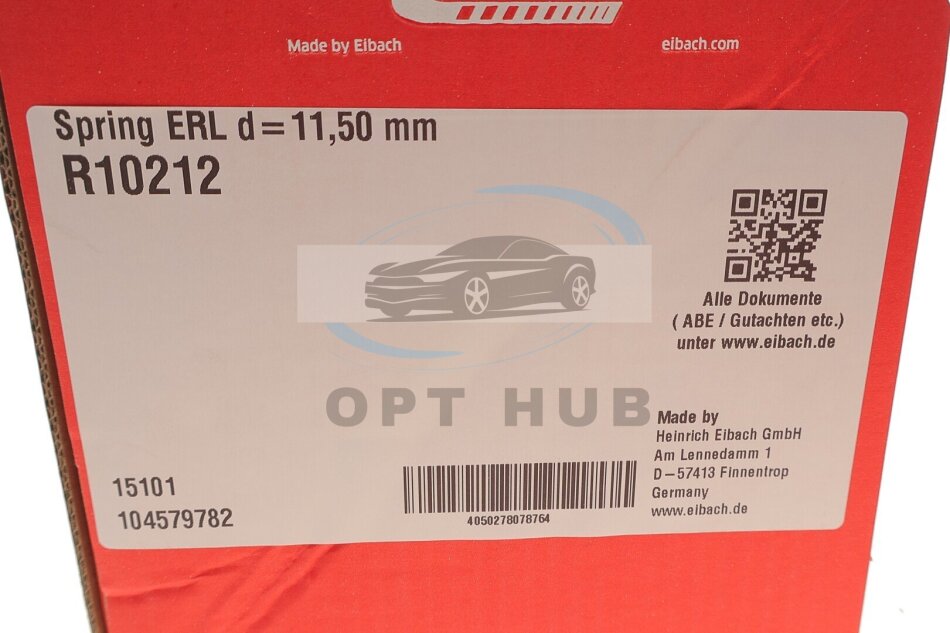 Made by Eibach
eibach.com
Spring ERL d=11,50 mm
R10212
Alle Dokumente
( ABE / Gutachten etc.)
unter www.eibach.de
OPT HUB
Made by
Heinrich Eibach GmbH
Am Lennedamm 1
D-57413 Finnentrop
Germany
www.eibach.de
15101
104579782
4050278078764